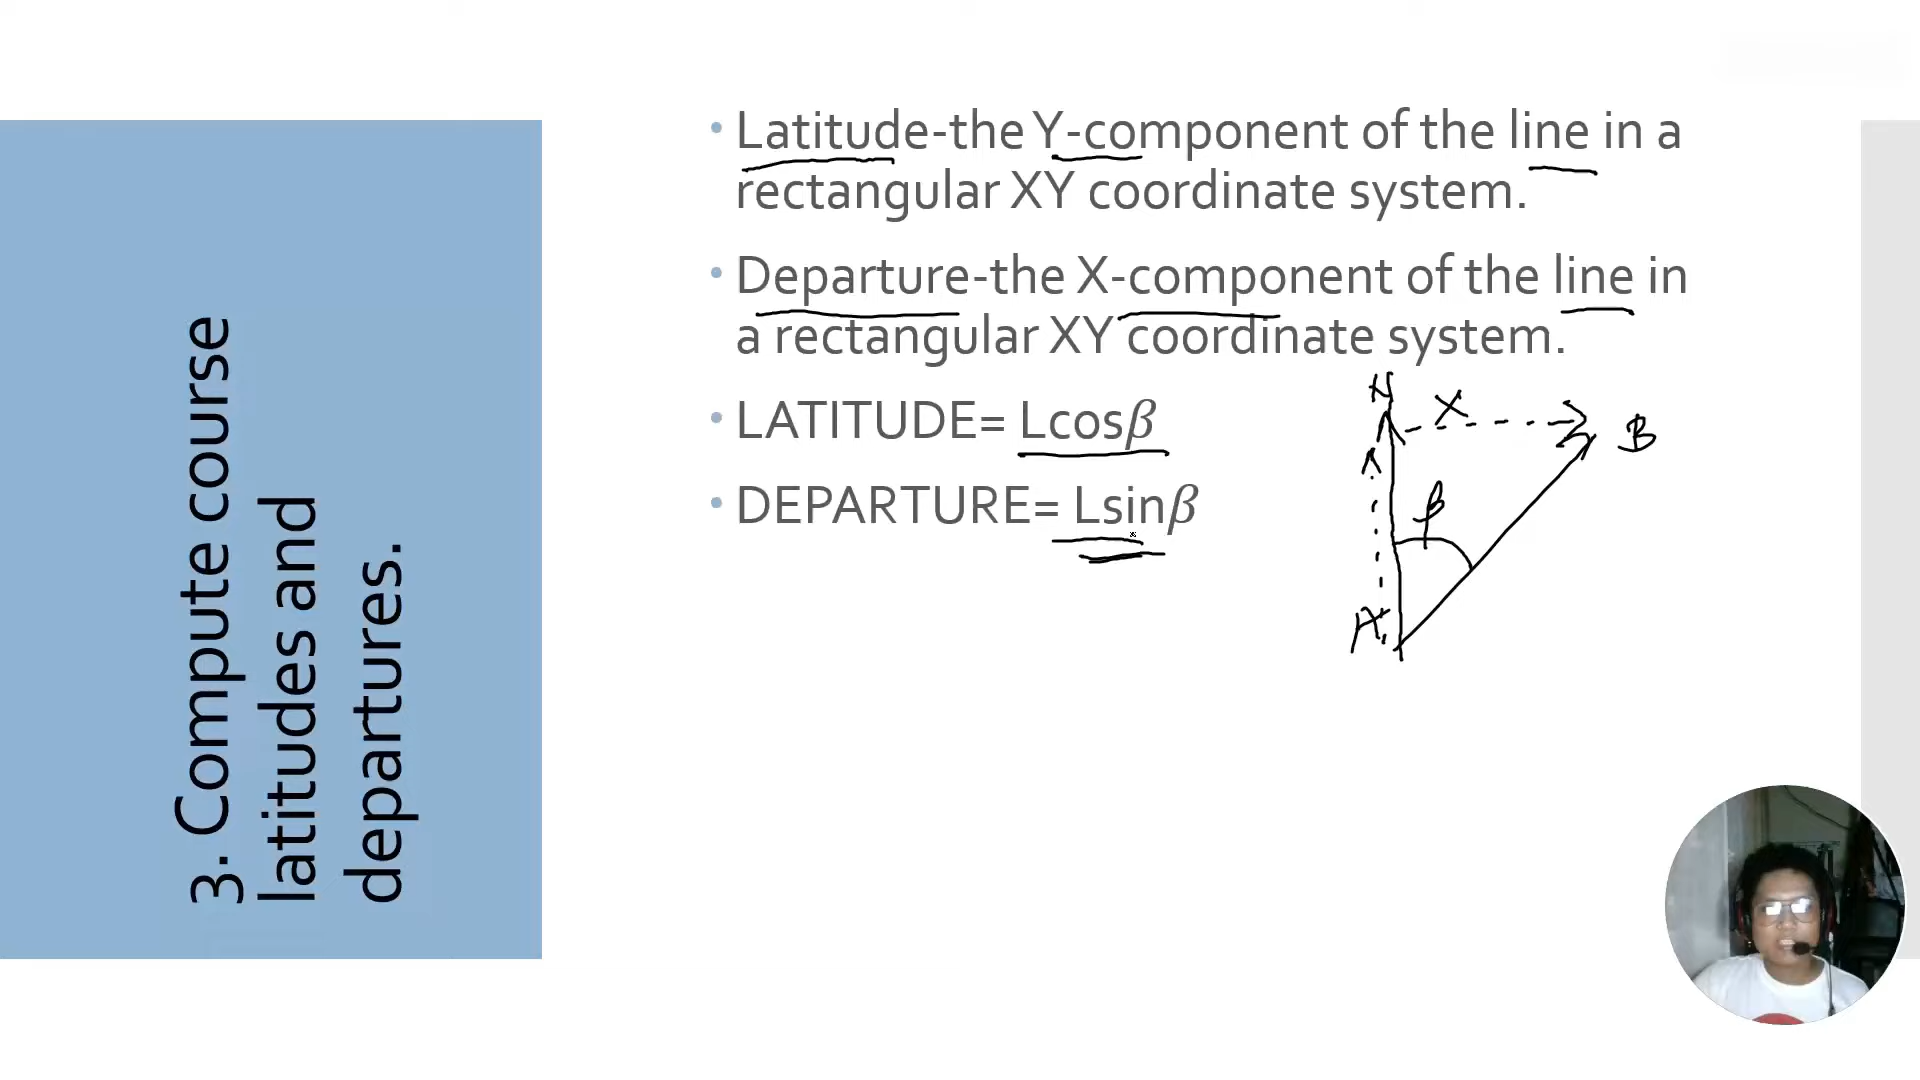 3. Compute course
latitudes and
departures.
• Latitude-the Y-component of the line in a
rectangular XY coordinate system.
• Departure-the X-component of the line in
a rectangular XY coordinate system.
• LATITUDE= Lcosβ
• DEPARTURE= Lsinβ
N
X
B
β
A